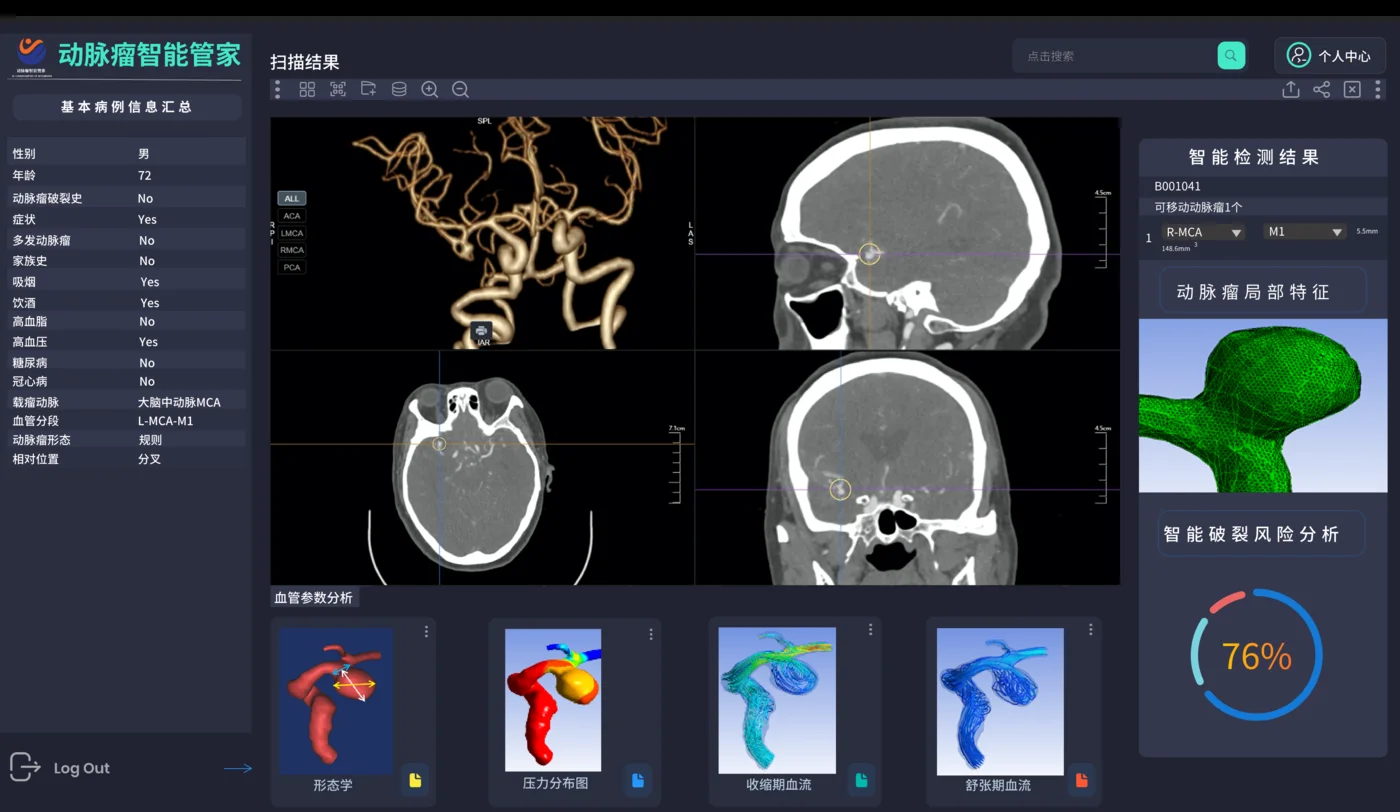 动脉瘤智能管家
基本病例信息汇总
性别 男
年龄 72
动脉瘤破裂史 No
症状 Yes
多发动脉瘤 No
家族史 No
吸烟 Yes
饮酒 Yes
高血脂 No
高血压 Yes
糖尿病 No
冠心病 No
载瘤动脉 大脑中动脉MCA
血管分段 L-MCA-M1
动脉瘤形态 规则
相对位置 分叉
Log Out
扫描结果
点击搜索
个人中心
SPL
ALL
ACA
LMCA
RMCA
PCA
R
P
I
L
A
S
IAR
4.5cm
7.3cm
4.5cm
血管参数分析
形态学
压力分布图
收缩期血流
舒张期血流
智能检测结果
B001041
可移动动脉瘤1个
1 R-MCA M1 5.5mm
148.6mm 3
动脉瘤局部特征
智能破裂风险分析
76%